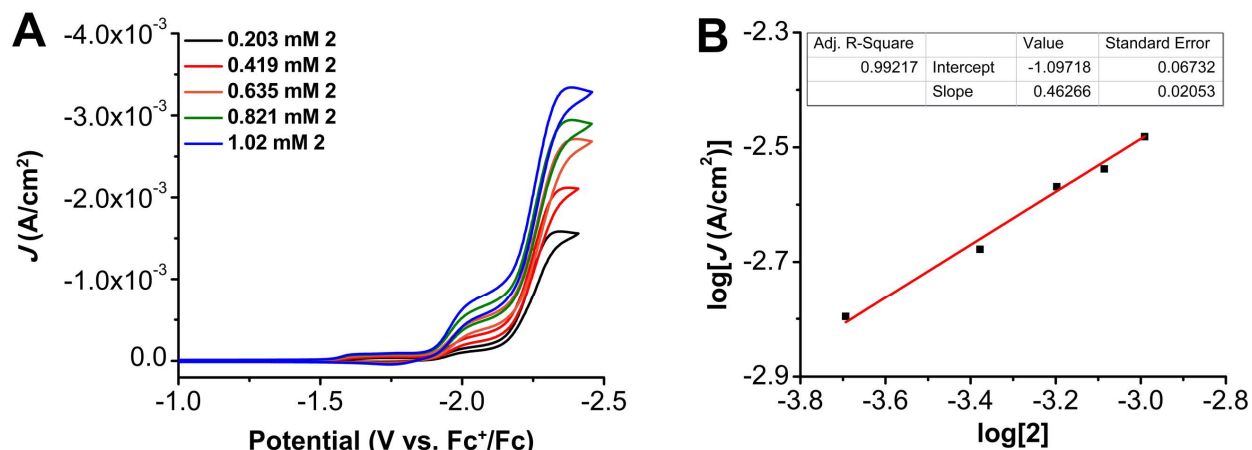 A
-4.0x10⁻³
-3.0x10⁻³
-2.0x10⁻³
-1.0x10⁻³
0.0
J (A/cm²)
0.203 mM 2
0.419 mM 2
0.635 mM 2
0.821 mM 2
1.02 mM 2
-1.0 -1.5 -2.0 -2.5
Potential (V vs. Fc⁺/Fc)
B
-2.3
-2.5
-2.7
-2.9
log[J (A/cm²)]
Adj. R-Square Value Standard Error
0.99217 Intercept -1.09718 0.06732
Slope 0.46266 0.02053
-3.8 -3.6 -3.4 -3.2 -3.0 -2.8
log[2]